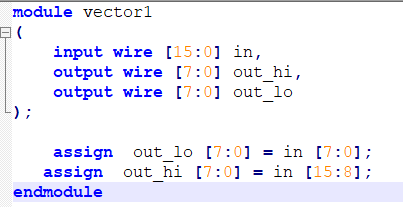 module vector1
(
    input wire [15:0] in,
    output wire [7:0] out_hi,
    output wire [7:0] out_lo
);
    assign  out_lo [7:0] = in [7:0];
   assign  out_hi [7:0] = in [15:8];
endmodule